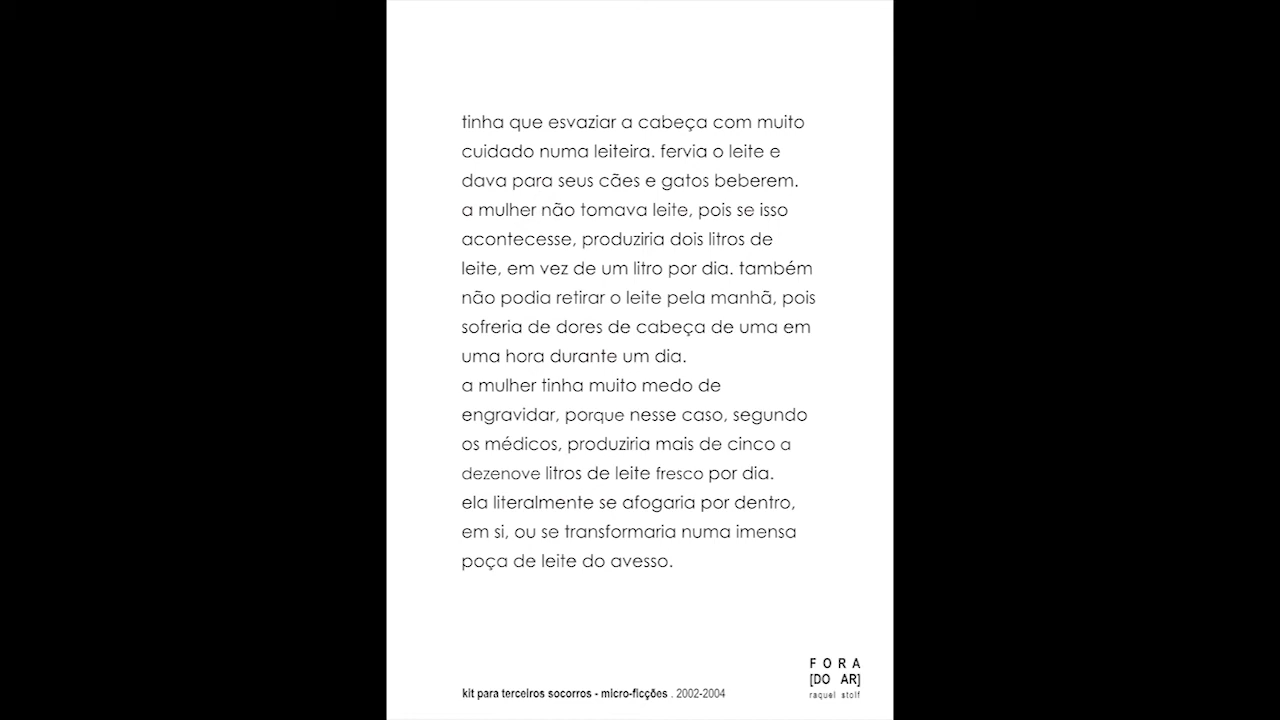 tinha que esvaziar a cabeça com muito
cuidado numa leiteira. fervia o leite e
dava para seus cães e gatos beberem.
a mulher não tomava leite, pois se isso
acontecesse, produziria dois litros de
leite, em vez de um litro por dia. também
não podia retirar o leite pela manhã, pois
sofreria de dores de cabeça de uma em
uma hora durante um dia.
a mulher tinha muito medo de
engravidar, porque nesse caso, segundo
os médicos, produziria mais de cinco a
dezenove litros de leite fresco por dia.
ela literalmente se afogaria por dentro,
em si, ou se transformaria numa imensa
poça de leite do avesso.
kit para terceiros socorros - micro-ficções . 2002-2004
FORA
[DO AR]
raquel stolf